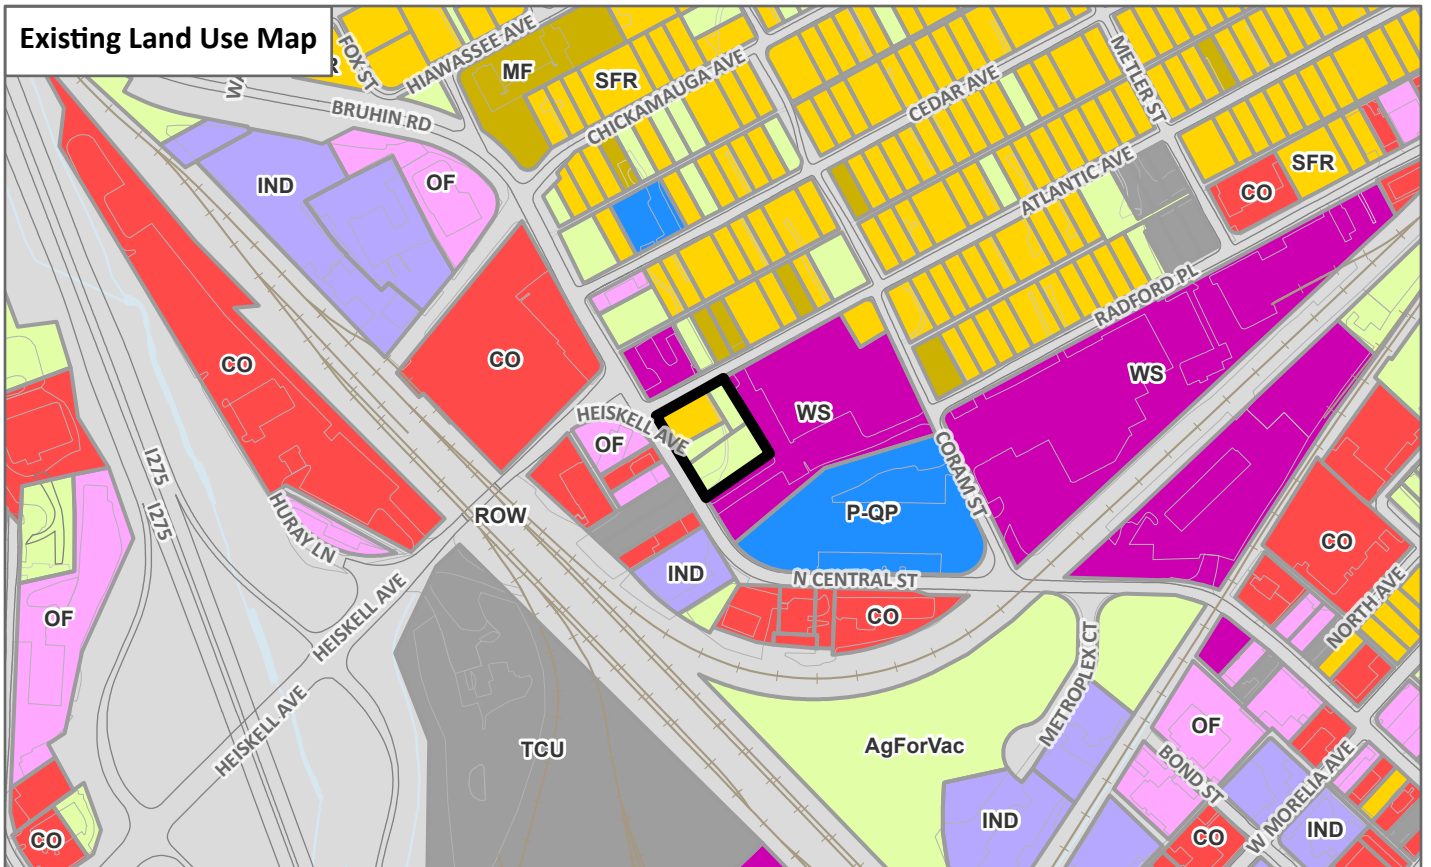 Existing Land Use Map
R
FOX ST
HIAWASSEE AVE
METLER ST
MF
SFR
W
BRUHIN RD
CHICKAMAUGA AVE
CEDAR AVE
IND
OF
SFR
CO
ATLANTIC AVE
RADFORD PL
CO
CO
WS
WS
HEISKELL AVE
OF
CORAM ST
I275
I275
ROW
P-QP
HURAY LN
CO
IND
N CENTRAL ST
HEISKELL AVE
OF
CO
NORTH AVE
METROPLEX CT
HEISKELL AVE
TCU
AgForVac
OF
BOND ST
W MORELIA AVE
CO
IND
CO
IND